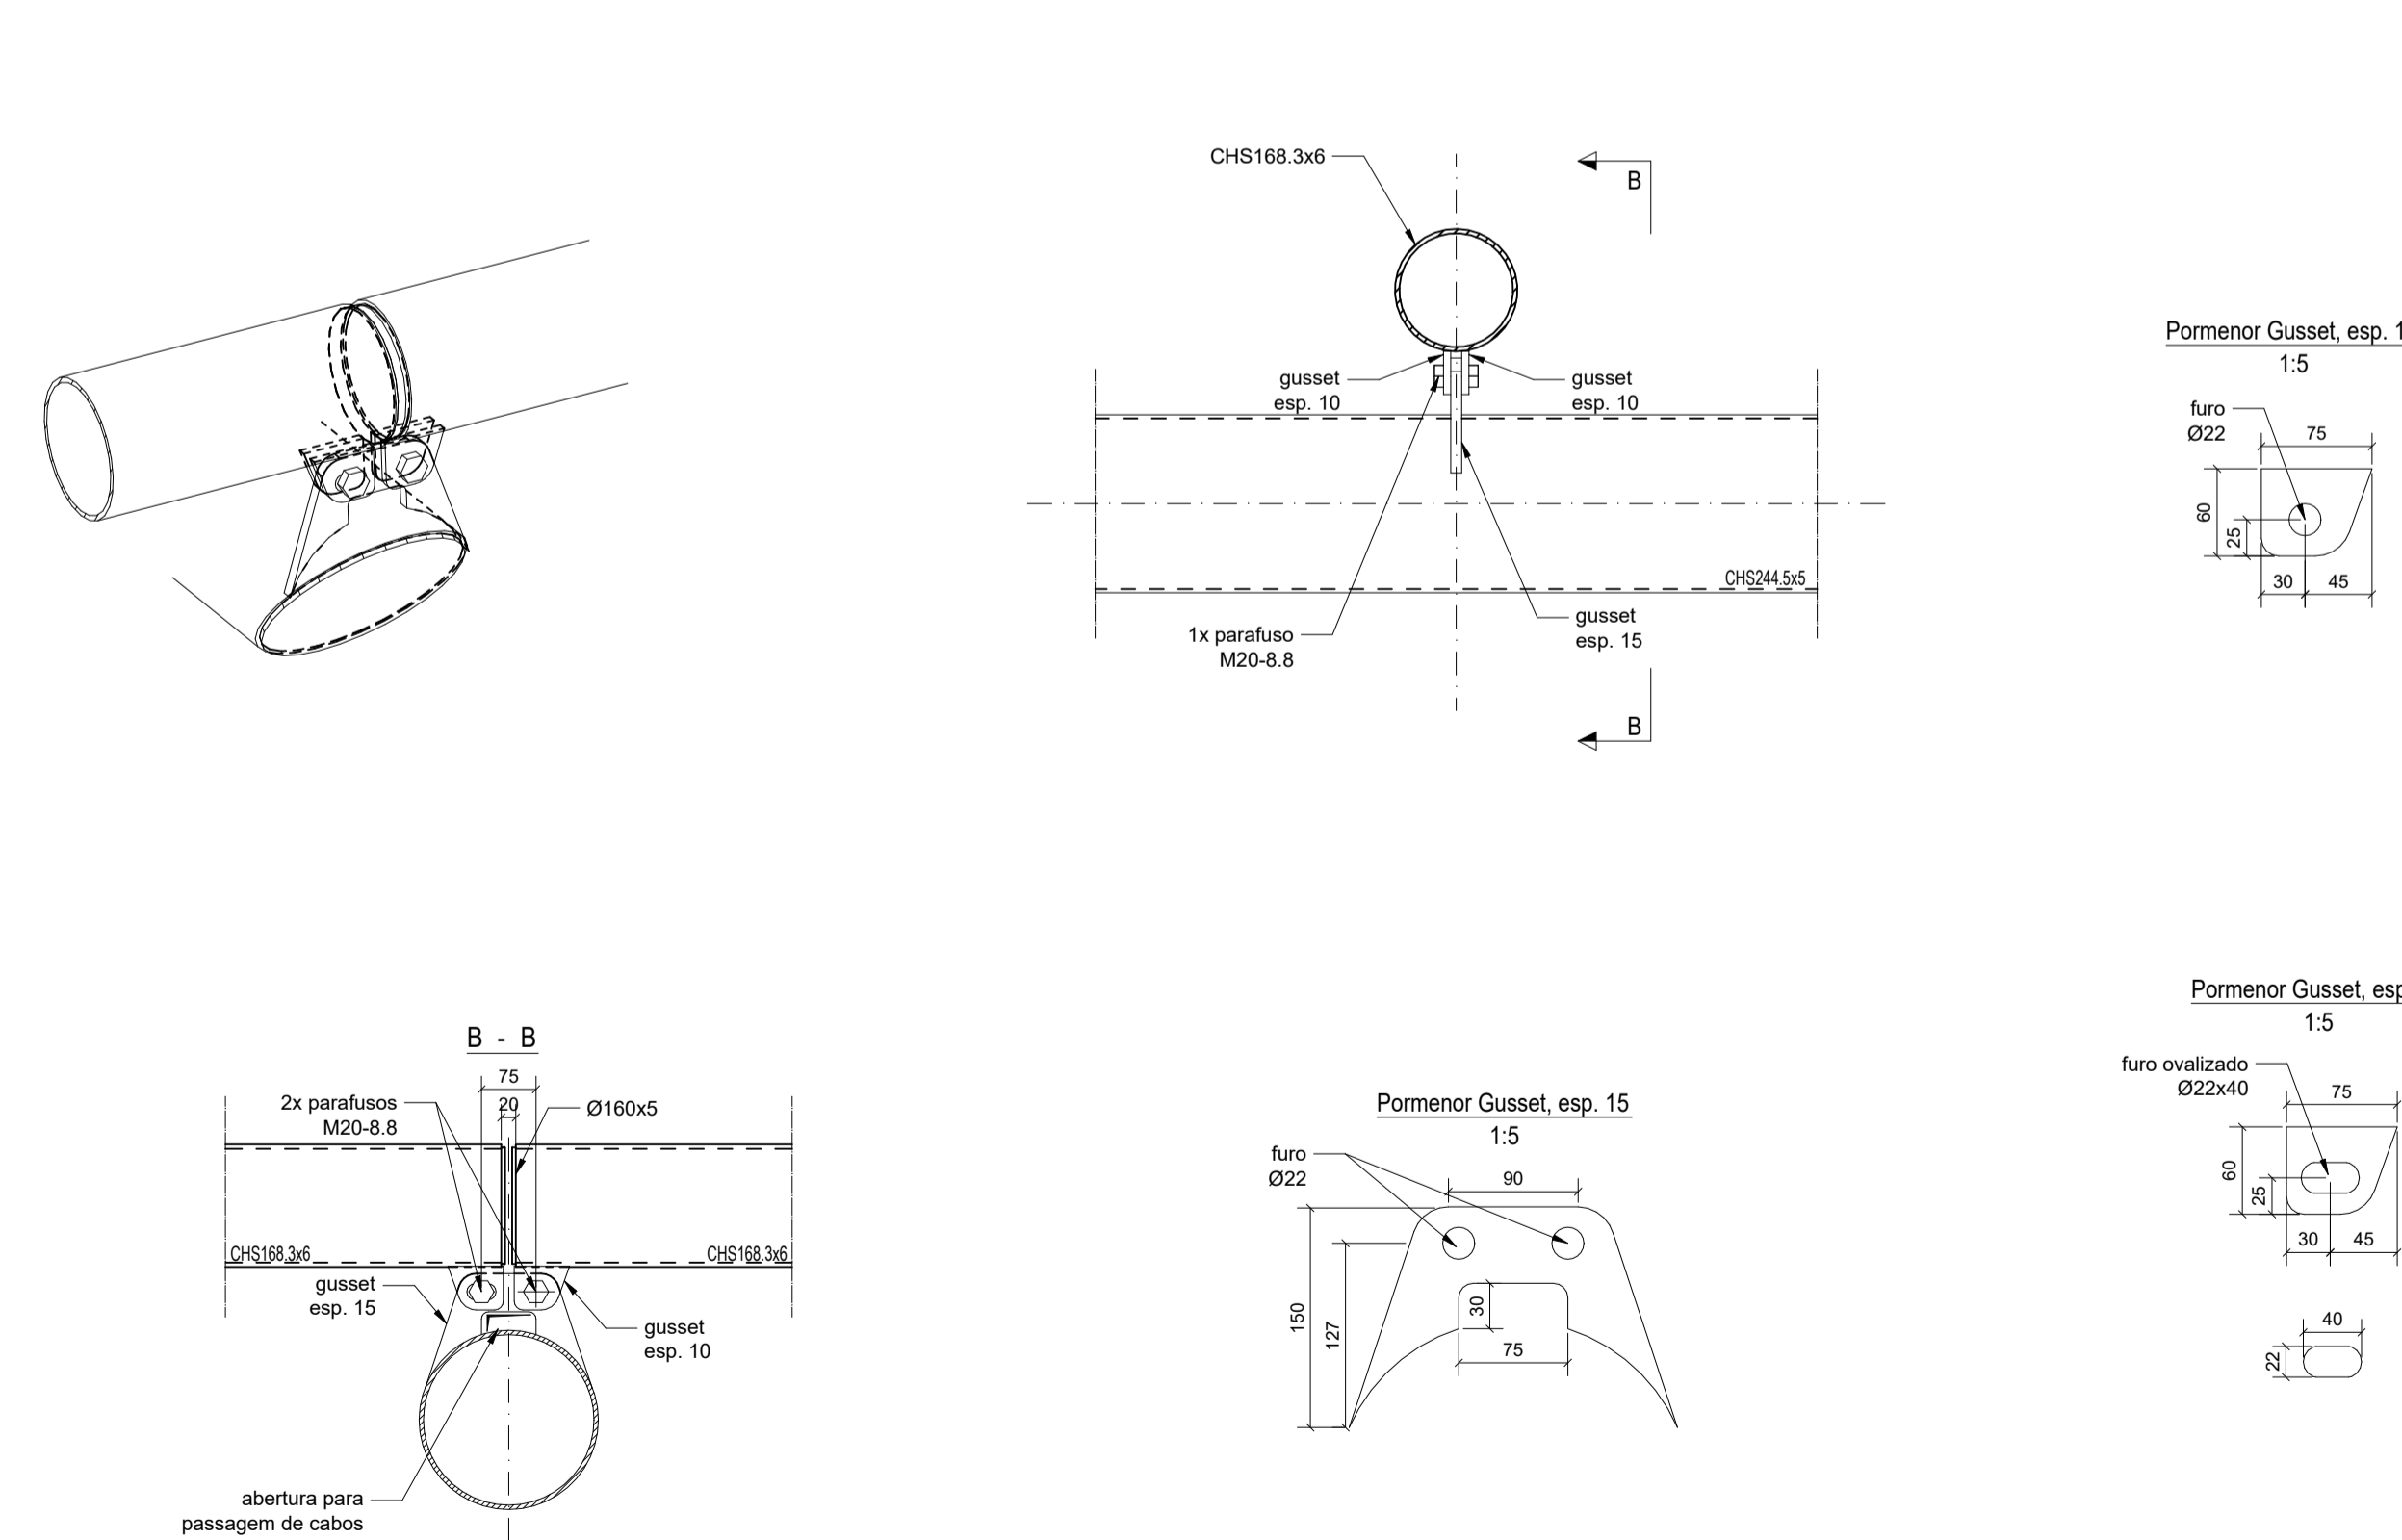 CHS168.3x6
B
gusset
esp. 10
gusset
esp. 10
CHS244.5x5
1x parafuso
M20-8.8
gusset
esp. 15
B
Pormenor Gusset, esp. 1
1:5
furo
Ø22
75
60
25
30
45
B - B
75
20
2x parafusos
M20-8.8
Ø160x5
CHS168.3x6
CHS168.3x6
gusset
esp. 15
gusset
esp. 10
abertura para
passagem de cabos
Pormenor Gusset, esp. 15
1:5
furo
Ø22
90
150
127
30
75
Pormenor Gusset, esp
1:5
furo ovalizado
Ø22x40
75
60
25
30
45
40
22